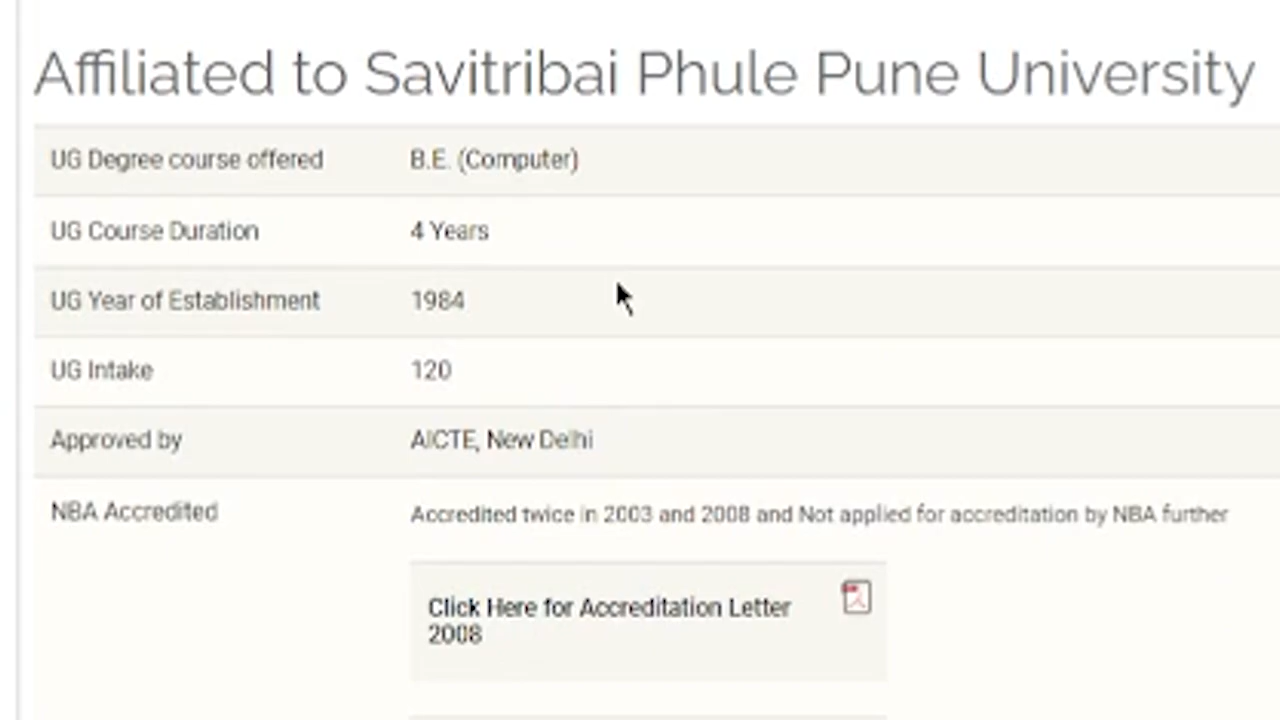 Affiliated to Savitribai Phule Pune University
UG Degree course offered B.E. (Computer)
UG Course Duration 4 Years
UG Year of Establishment 1984
UG Intake 120
Approved by AICTE, New Delhi
NBA Accredited Accredited twice in 2003 and 2008 and Not applied for accreditation by NBA further
Click Here for Accreditation Letter
2008